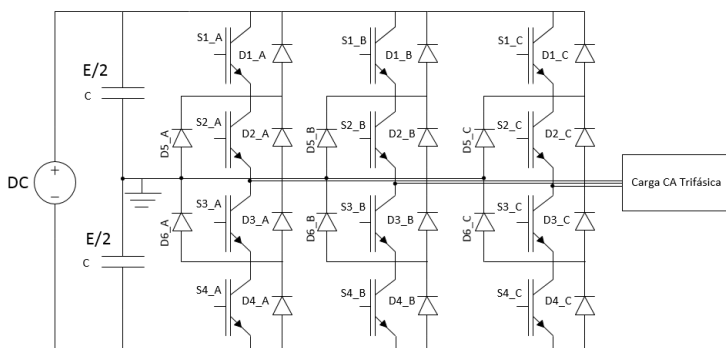 S1_A
D1_A
S1_B
D1_B
S1_C
D1_C
E/2
C
D5_A
S2_A
D2_A
D5_B
S2_B
D2_B
D5_C
S2_C
D2_C
DC
+
−
Carga CA Trifásica
E/2
C
D6_A
S3_A
D3_A
D6_B
S3_B
D3_B
D6_C
S3_C
D3_C
S4_A
D4_A
S4_B
D4_B
S4_C
D4_C